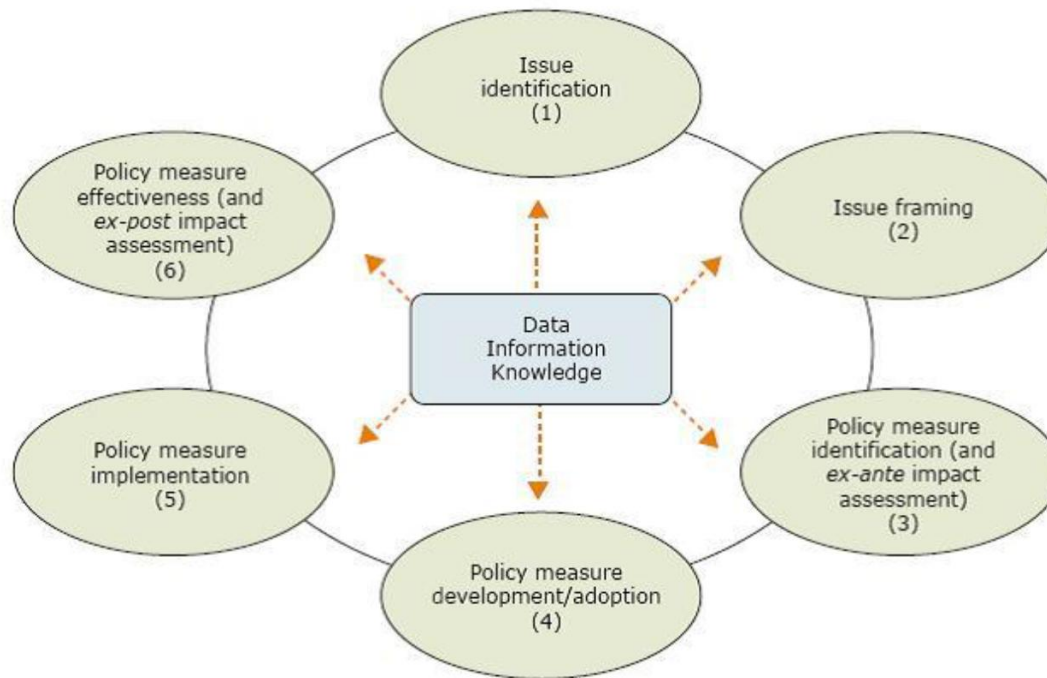 Issue
identification
(1)
Issue framing
(2)
Policy measure
identification (and
ex-ante impact
assessment)
(3)
Policy measure
development/adoption
(4)
Policy measure
implementation
(5)
Policy measure
effectiveness (and
ex-post impact
assessment)
(6)
Data
Information
Knowledge